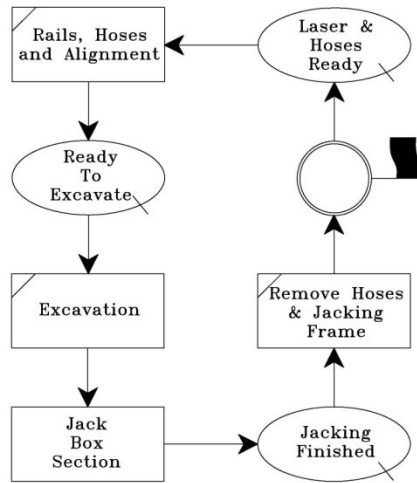 Rails, Hoses
and Alignment
Laser &
Hoses
Ready
Ready
To
Excavate
Excavation
Remove Hoses
& Jacking
Frame
Jack
Box
Section
Jacking
Finished